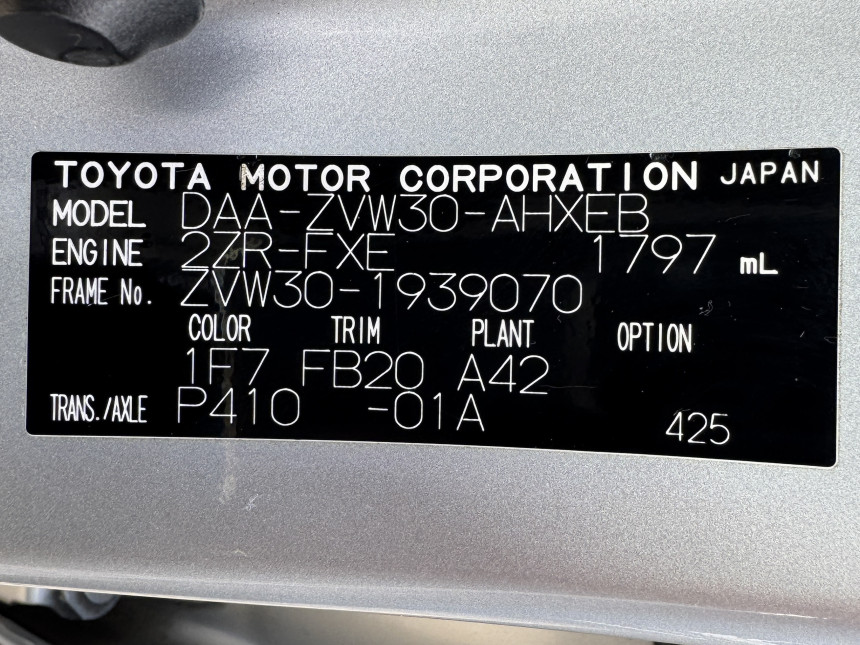 TOYOTA MOTOR CORPORATION JAPAN
MODEL DAA-ZVW30-AHXEB
ENGINE 2ZR-FXE 1797 mL
FRAME No. ZVW30-1939070
COLOR TRIM PLANT OPTION
1F7 FB20 A42
TRANS./AXLE P410 -01A 425